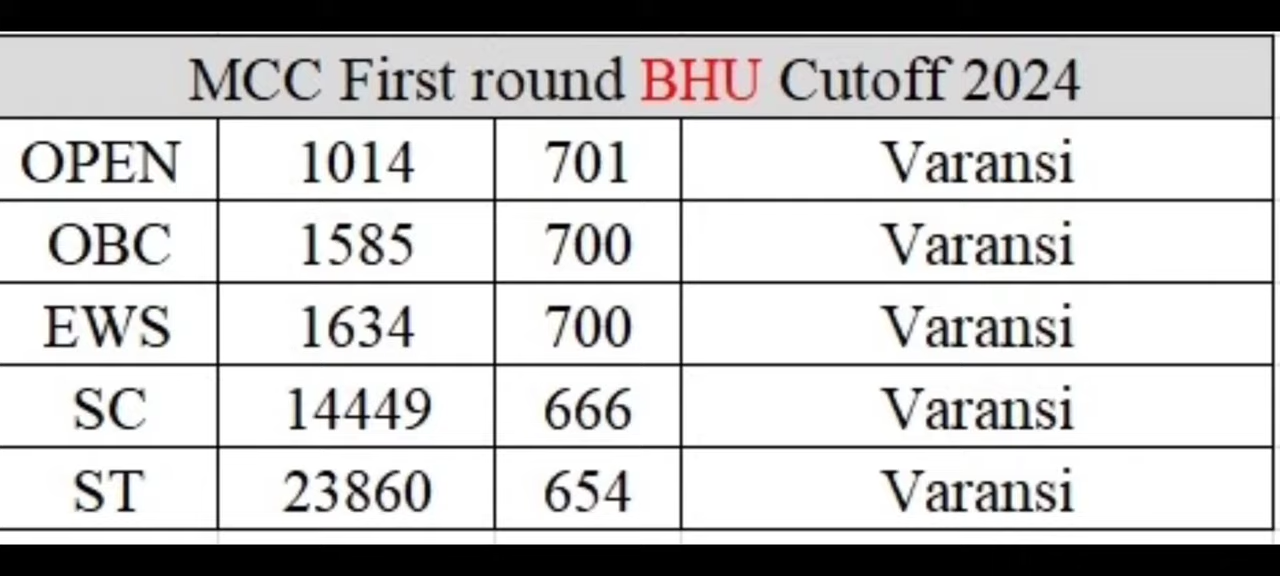 MCC First round BHU Cutoff 2024
OPEN 1014 701 Varansi
OBC 1585 700 Varansi
EWS 1634 700 Varansi
SC 14449 666 Varansi
ST 23860 654 Varansi